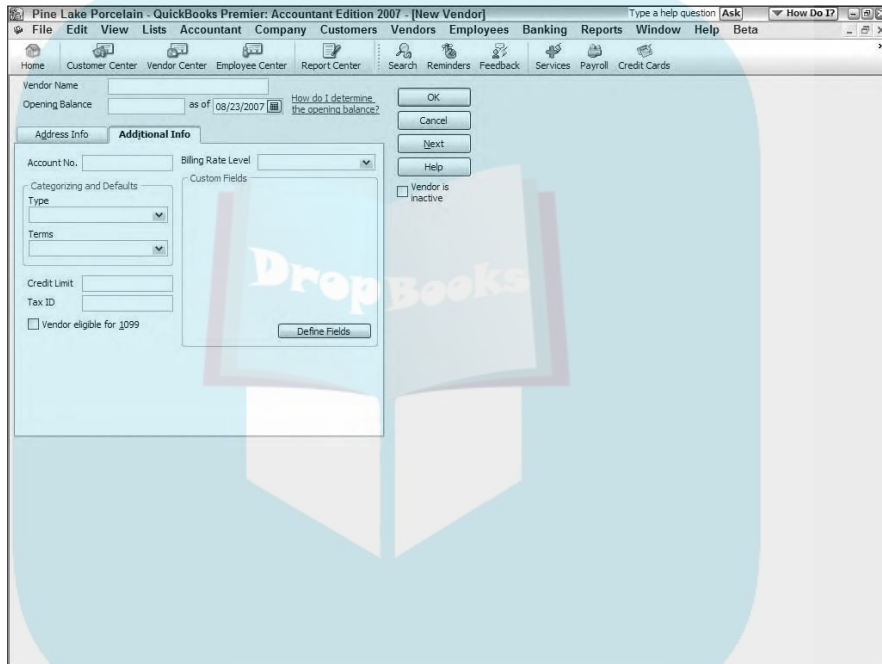 Pine Lake Porcelain - QuickBooks Premier: Accountant Edition 2007 - [New Vendor] Type a help question Ask How Do I?
File Edit View Lists Accountant Company Customers Vendors Employees Banking Reports Window Help Beta
Home Customer Center Vendor Center Employee Center Report Center Search Reminders Feedback Services Payroll Credit Cards
Vendor Name
Opening Balance as of 08/23/2007 How do I determine the opening balance?
OK
Cancel
Next
Help
Vendor is inactive
Address Info Additional Info
Account No. Billing Rate Level
Categorizing and Defaults Custom Fields
Type
Terms
Credit Limit
Tax ID
Vendor eligible for 1099
Define Fields
DropBooks